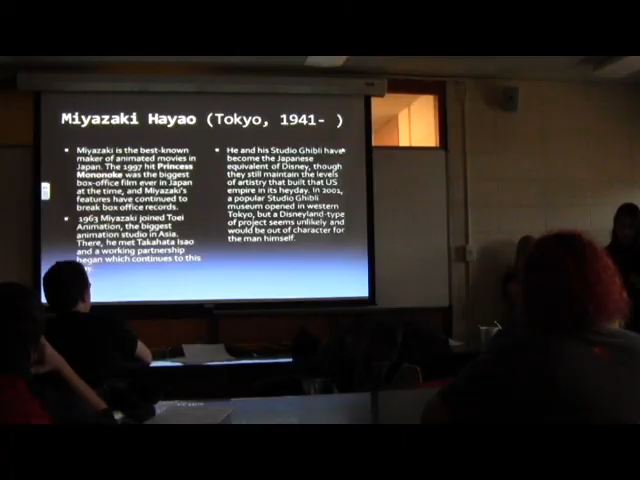 Miyazaki Hayao (Tokyo, 1941- )
Miyazaki is the best-known
maker of animated movies in
Japan. The 1997 hit Princess
Mononoke was the biggest
box-office film ever in Japan
at the time, and Miyazaki's
features have continued to
break box office records.
1963 Miyazaki joined Toei
Animation, the biggest
animation studio in Asia.
There, he met Takahata Isao
and a working partnership
began which continues to this
He and his Studio Ghibli have
become the Japanese
equivalent of Disney, though
they still maintain the levels
of artistry that built that US
empire in its heyday. In 2001,
a popular Studio Ghibli
museum opened in western
Tokyo, but a Disneyland-type
of project seems unlikely and
would be out of character for
the man himself.